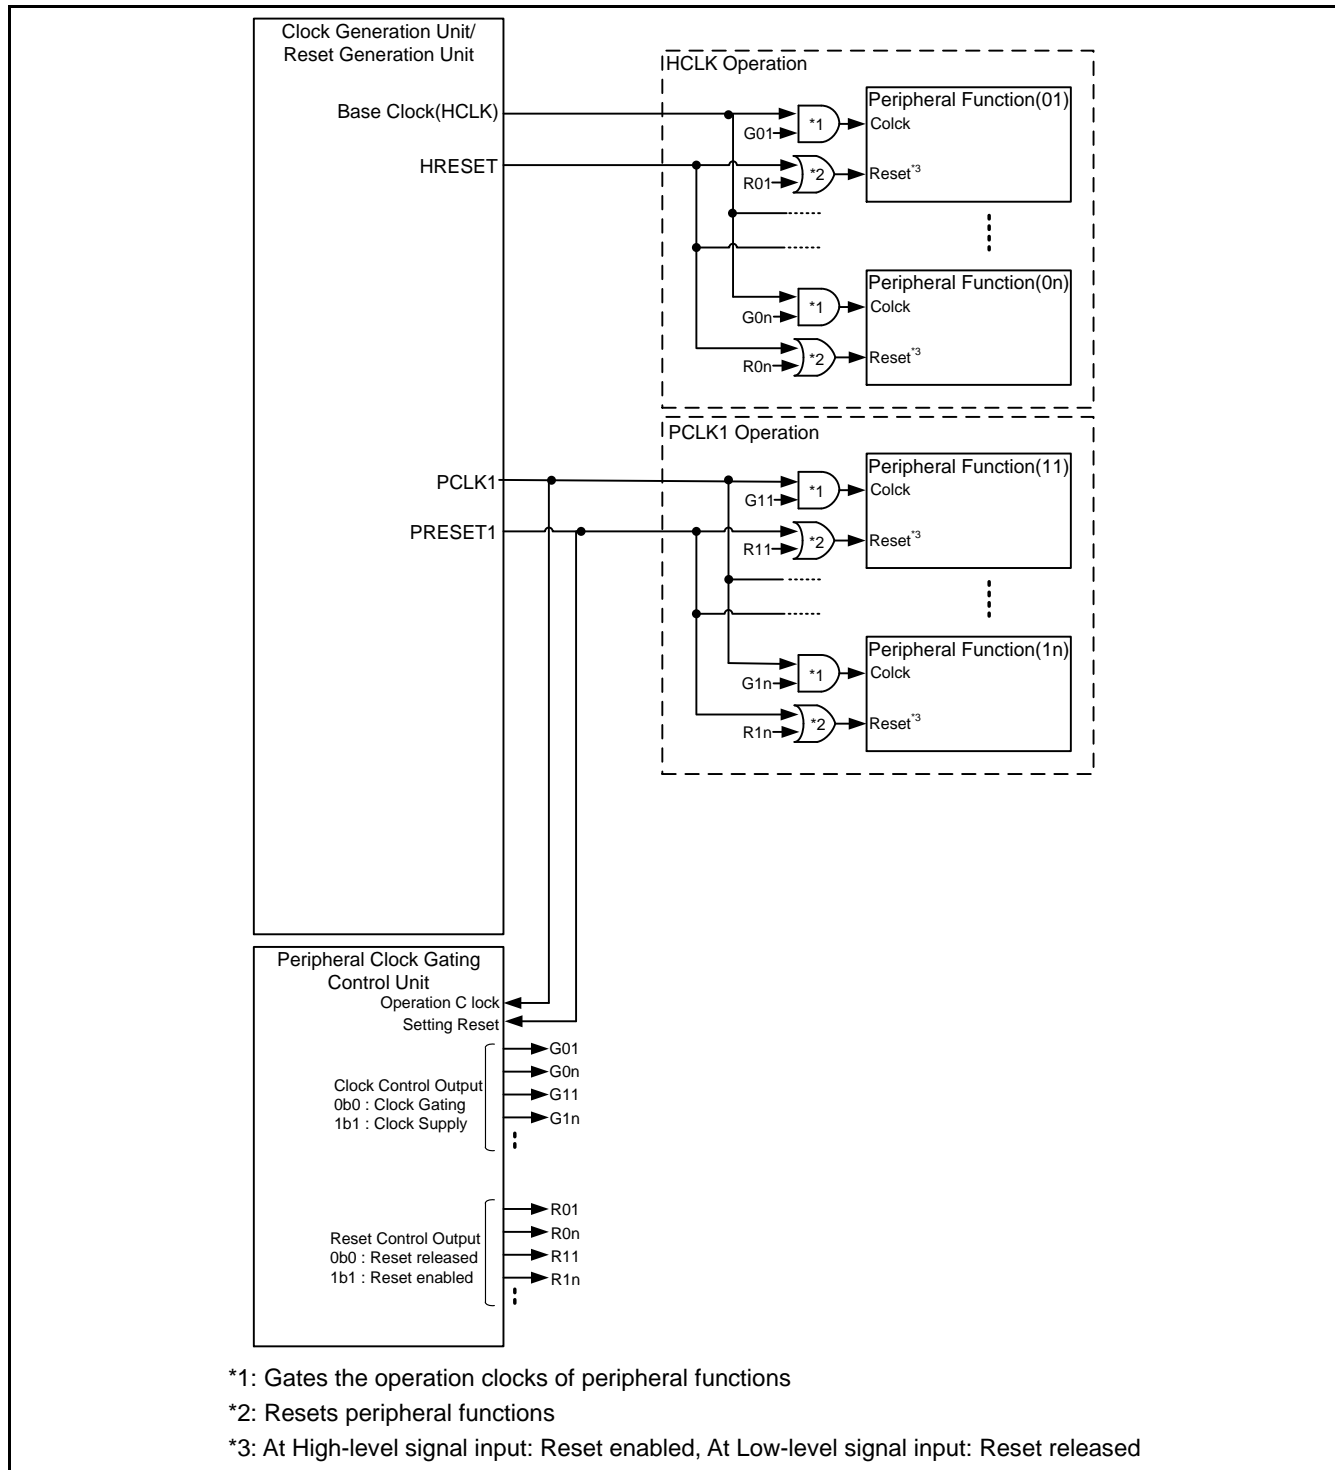 Clock Generation Unit/
Reset Generation Unit
Base Clock(HCLK)
HRESET
PCLK1
PRESET1
HCLK Operation
G01
*1
R01
*2
Peripheral Function(01)
Colck
Reset*3
G0n
*1
R0n
*2
Peripheral Function(0n)
Colck
Reset*3
PCLK1 Operation
G11
*1
R11
*2
Peripheral Function(11)
Colck
Reset*3
G1n
*1
R1n
*2
Peripheral Function(1n)
Colck
Reset*3
Peripheral Clock Gating
Control Unit
Operation C lock
Setting Reset
Clock Control Output
0b0 : Clock Gating
1b1 : Clock Supply
G01
G0n
G11
G1n
Reset Control Output
0b0 : Reset released
1b1 : Reset enabled
R01
R0n
R11
R1n
*1: Gates the operation clocks of peripheral functions
*2: Resets peripheral functions
*3: At High-level signal input: Reset enabled, At Low-level signal input: Reset released